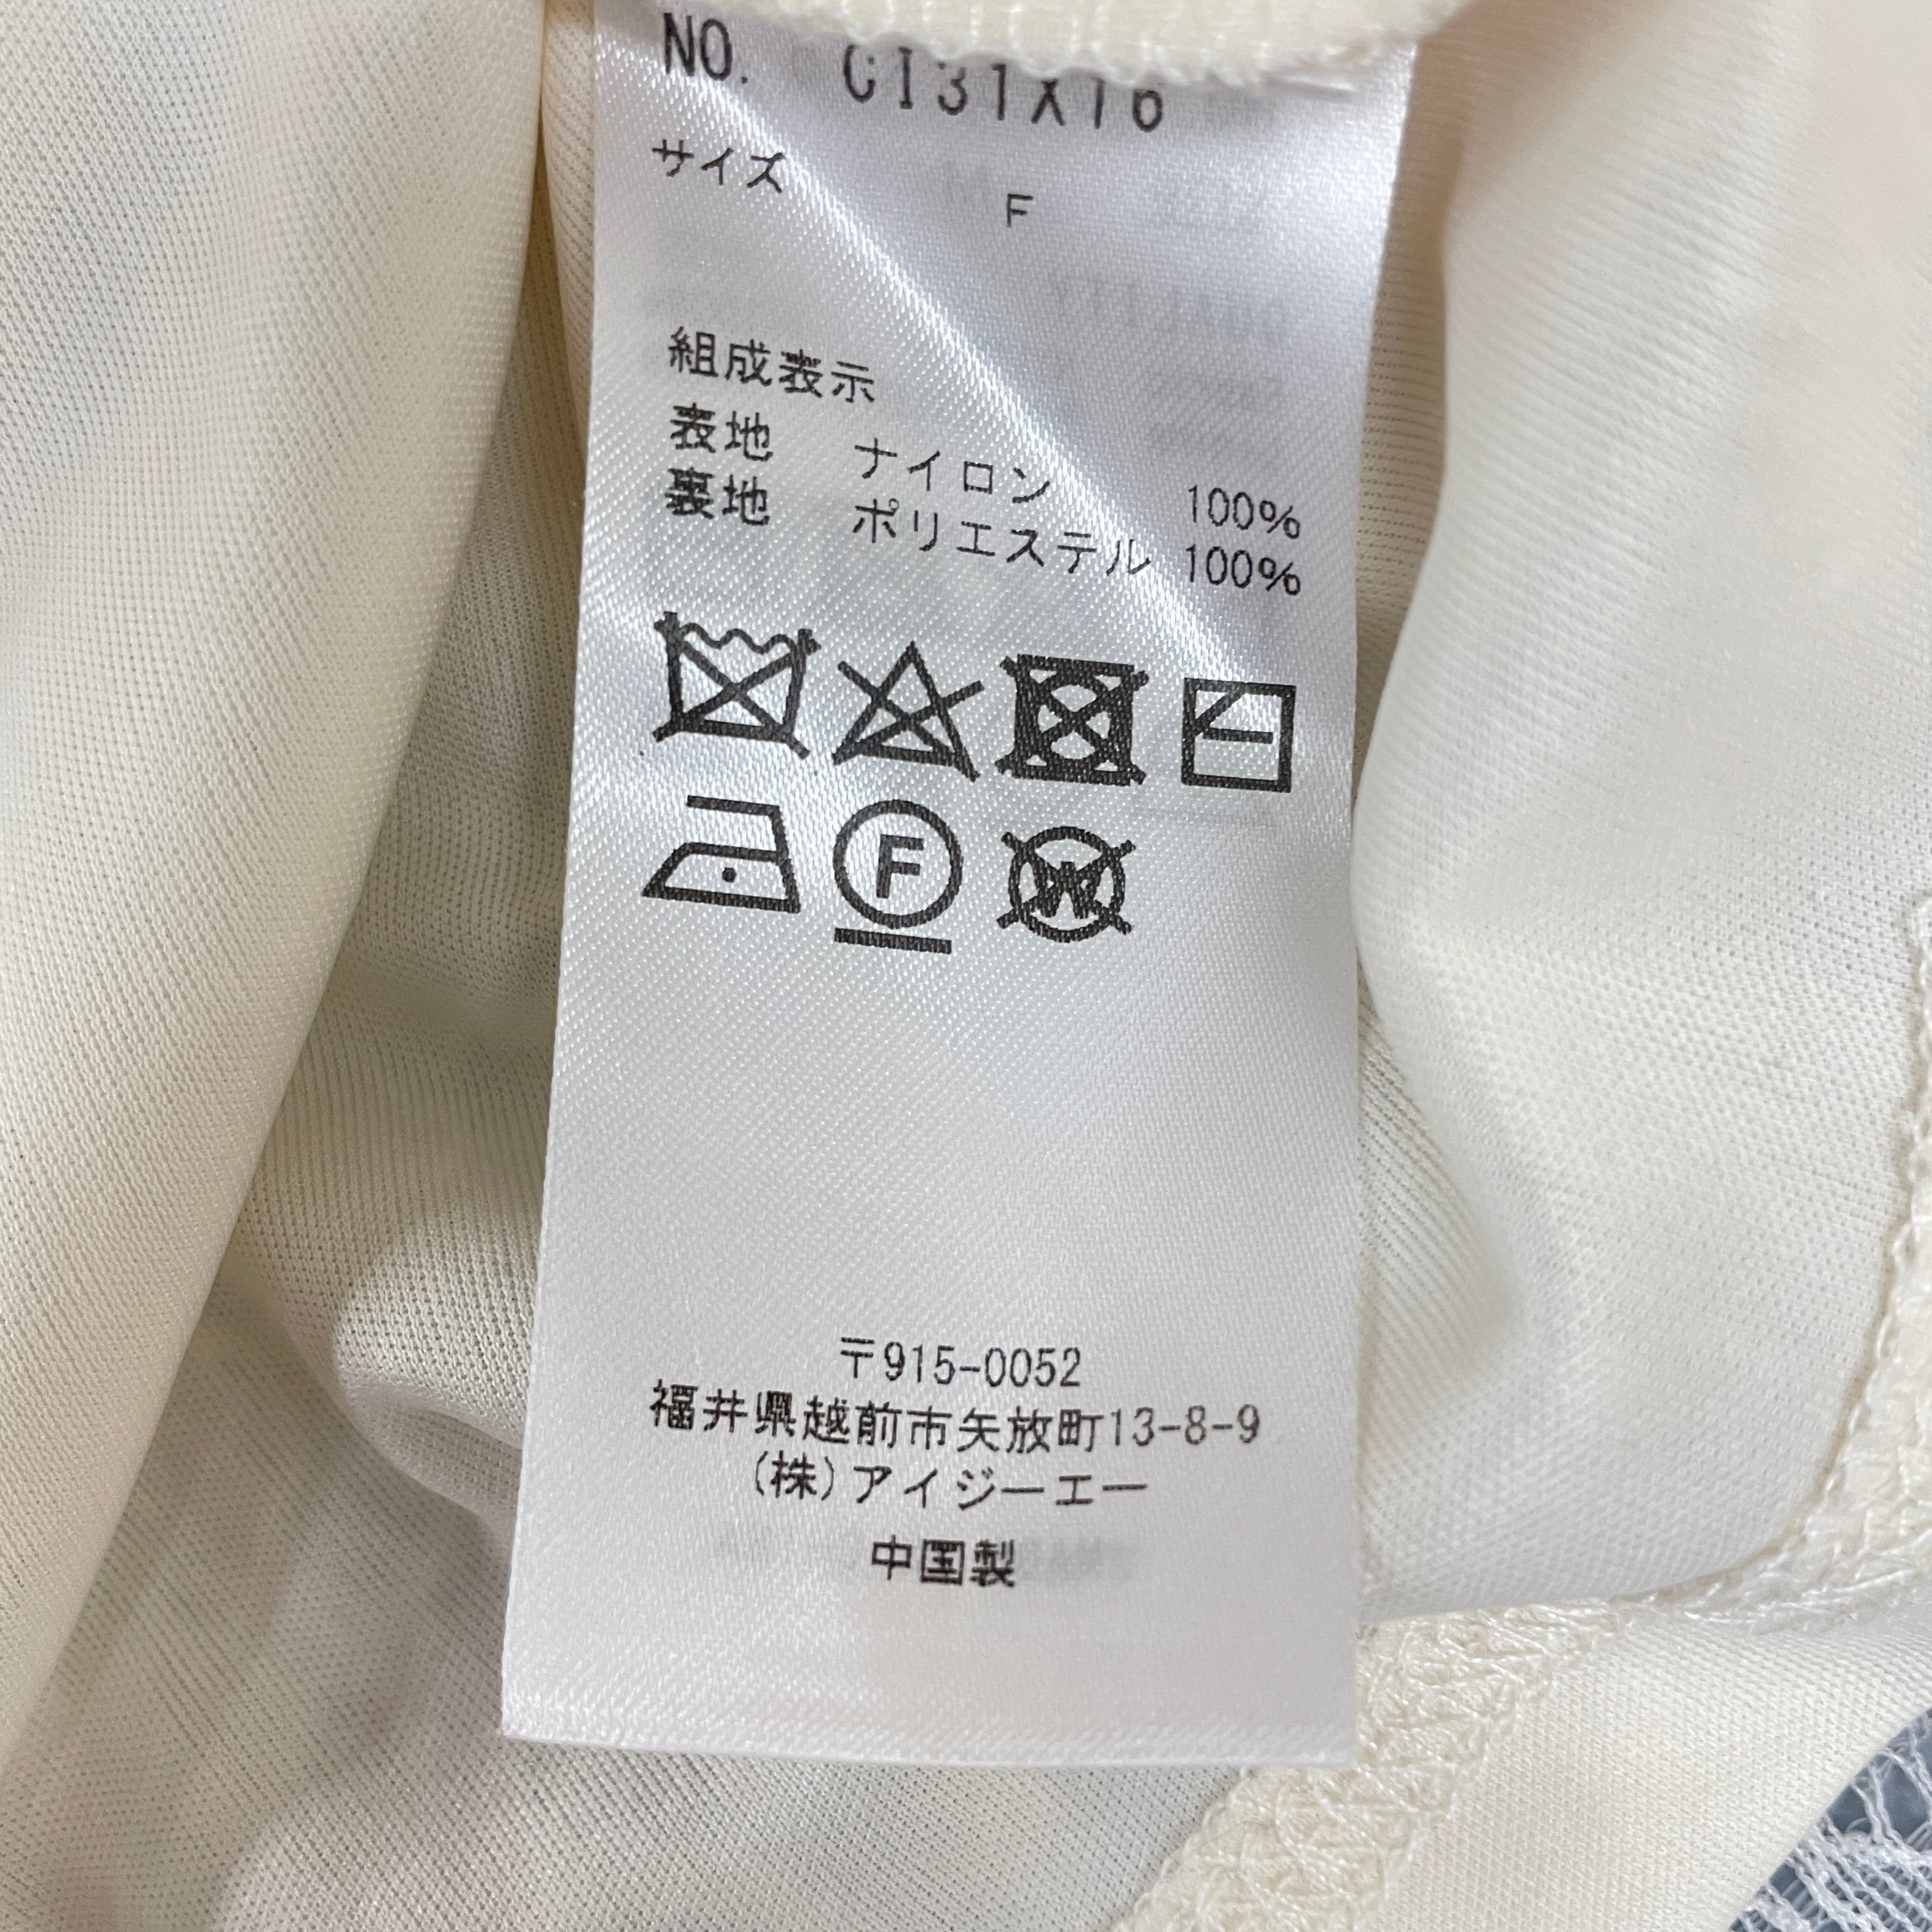 NO. CI31X16
サイズ F
組成表示
表地 ナイロン 100%
裏地 ポリエステル 100%
F
W
〒915-0052
福井県越前市矢放町13-8-9
(株)アイジーエー
中国製